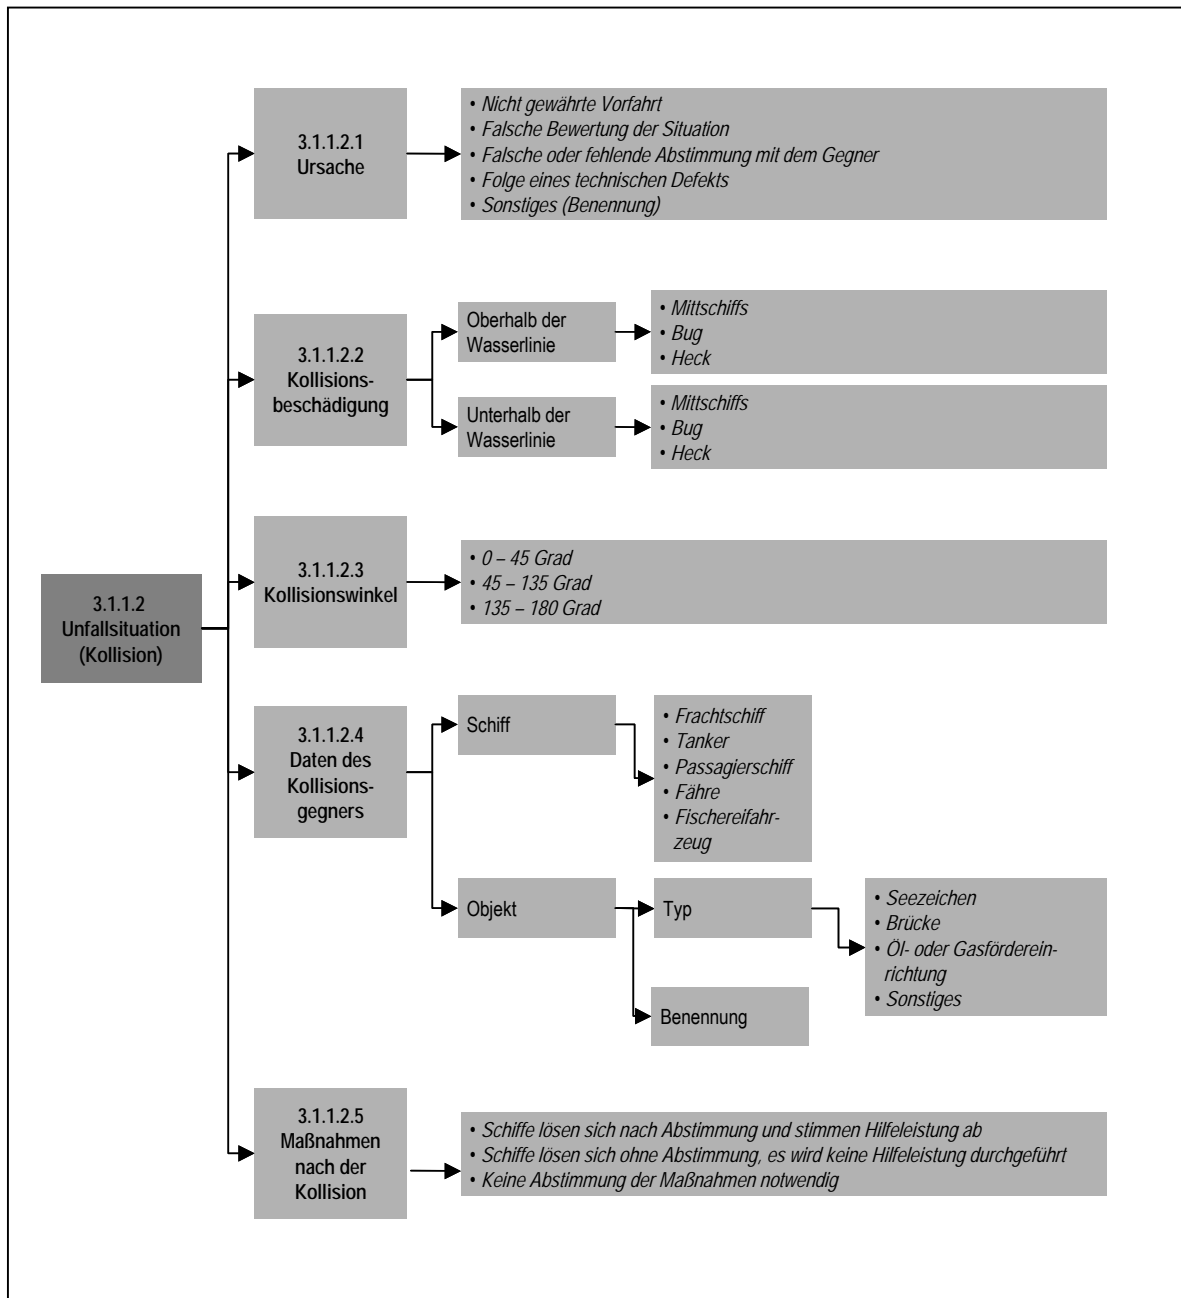 3.1.1.2
Unfallsituation
(Kollision)
3.1.1.2.1
Ursache
• Nicht gewährte Vorfahrt
• Falsche Bewertung der Situation
• Falsche oder fehlende Abstimmung mit dem Gegner
• Folge eines technischen Defekts
• Sonstiges (Benennung)
3.1.1.2.2
Kollisions-
beschädigung
Oberhalb der
Wasserlinie
• Mittschiffs
• Bug
• Heck
Unterhalb der
Wasserlinie
• Mittschiffs
• Bug
• Heck
3.1.1.2.3
Kollisionswinkel
• 0 – 45 Grad
• 45 – 135 Grad
• 135 – 180 Grad
3.1.1.2.4
Daten des
Kollisions-
gegners
Schiff
• Frachtschiff
• Tanker
• Passagierschiff
• Fähre
• Fischereifahr-
zeug
Objekt
Typ
• Seezeichen
• Brücke
• Öl- oder Gasförderein-
richtung
• Sonstiges
Benennung
3.1.1.2.5
Maßnahmen
nach der
Kollision
• Schiffe lösen sich nach Abstimmung und stimmen Hilfeleistung ab
• Schiffe lösen sich ohne Abstimmung, es wird keine Hilfeleistung durchgeführt
• Keine Abstimmung der Maßnahmen notwendig